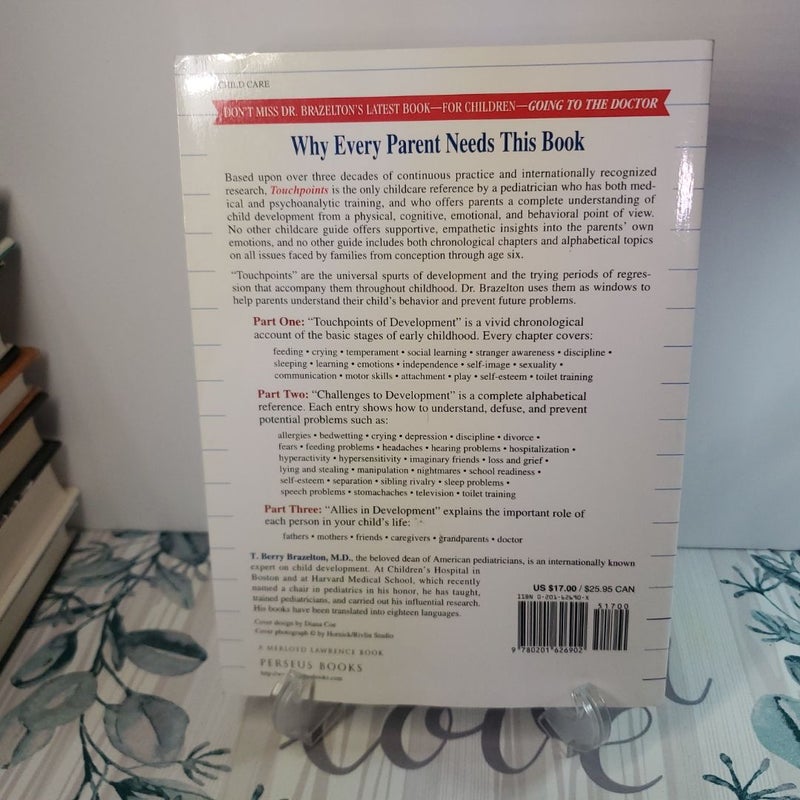 CHILD CARE
DON'T MISS DR. BRAZELTON'S LATEST BOOK—FOR CHILDREN—GOING TO THE DOCTOR
Why Every Parent Needs This Book
Based upon over three decades of continuous practice and internationally recognized
research, Touchpoints is the only childcare reference by a pediatrician who has both med-
ical and psychoanalytic training, and who offers parents a complete understanding of
child development from a physical, cognitive, emotional, and behavioral point of view.
No other childcare guide offers supportive, empathetic insights into the parents' own
emotions, and no other guide includes both chronological chapters and alphabetical topics
on all issues faced by families from conception through age six.
"Touchpoints" are the universal spurts of development and the trying periods of regres-
sion that accompany them throughout childhood. Dr. Brazelton uses them as windows to
help parents understand their child's behavior and prevent future problems.
Part One: "Touchpoints of Development" is a vivid chronological
account of the basic stages of early childhood. Every chapter covers:
feeding • crying • temperament • social learning • stranger awareness • discipline •
sleeping • learning • emotions • independence • self-image • sexuality •
communication • motor skills • attachment • play • self-esteem • toilet training
Part Two: "Challenges to Development" is a complete alphabetical
reference. Each entry shows how to understand, defuse, and prevent
potential problems such as:
allergies • bedwetting • crying • depression • discipline • divorce •
fears • feeding problems • headaches • hearing problems • hospitalization •
hyperactivity • hypersensitivity • imaginary friends • loss and grief •
lying and stealing • manipulation • nightmares • school readiness •
self-esteem • separation • sibling rivalry • sleep problems •
speech problems • stomachaches • television • toilet training
Part Three: "Allies in Development" explains the important role of
each person in your child's life:
fathers • mothers • friends • caregivers • grandparents • doctor
T. Berry Brazelton, M.D., the beloved dean of American pediatricians, is an internationally known
expert on child development. At Children's Hospital in
Boston and at Harvard Medical School, which recently
named a chair in pediatrics in his honor, he has taught,
trained pediatricians, and carried out his influential research.
His books have been translated into eighteen languages.
Cover design by Diana Coe
Cover photograph © by Hornick/Rivlin Studio
A MERLOYD LAWRENCE BOOK
PERSEUS BOOKS
US $17.00 / $25.95 CAN
ISBN 0-201-62690-X
51700
9 780201 626902
love